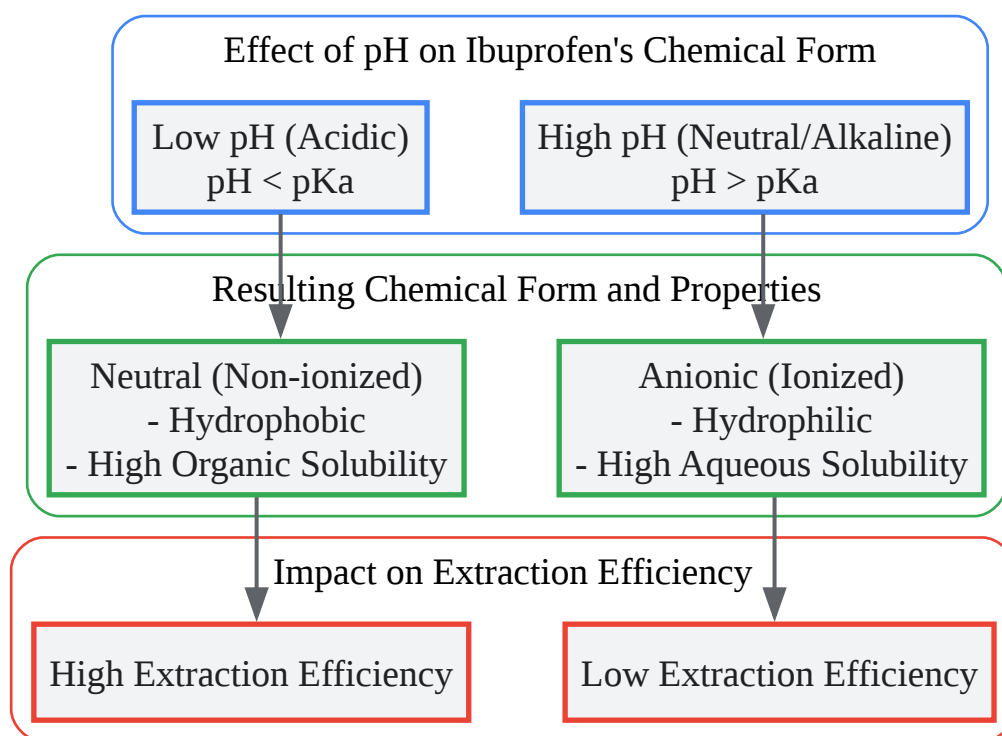 Effect of pH on Ibuprofen's Chemical Form
Low pH (Acidic)
pH < pKa
High pH (Neutral/Alkaline)
pH > pKa
Resulting Chemical Form and Properties
Neutral (Non-ionized)
- Hydrophobic
- High Organic Solubility
Anionic (Ionized)
- Hydrophilic
- High Aqueous Solubility
Impact on Extraction Efficiency
High Extraction Efficiency
Low Extraction Efficiency